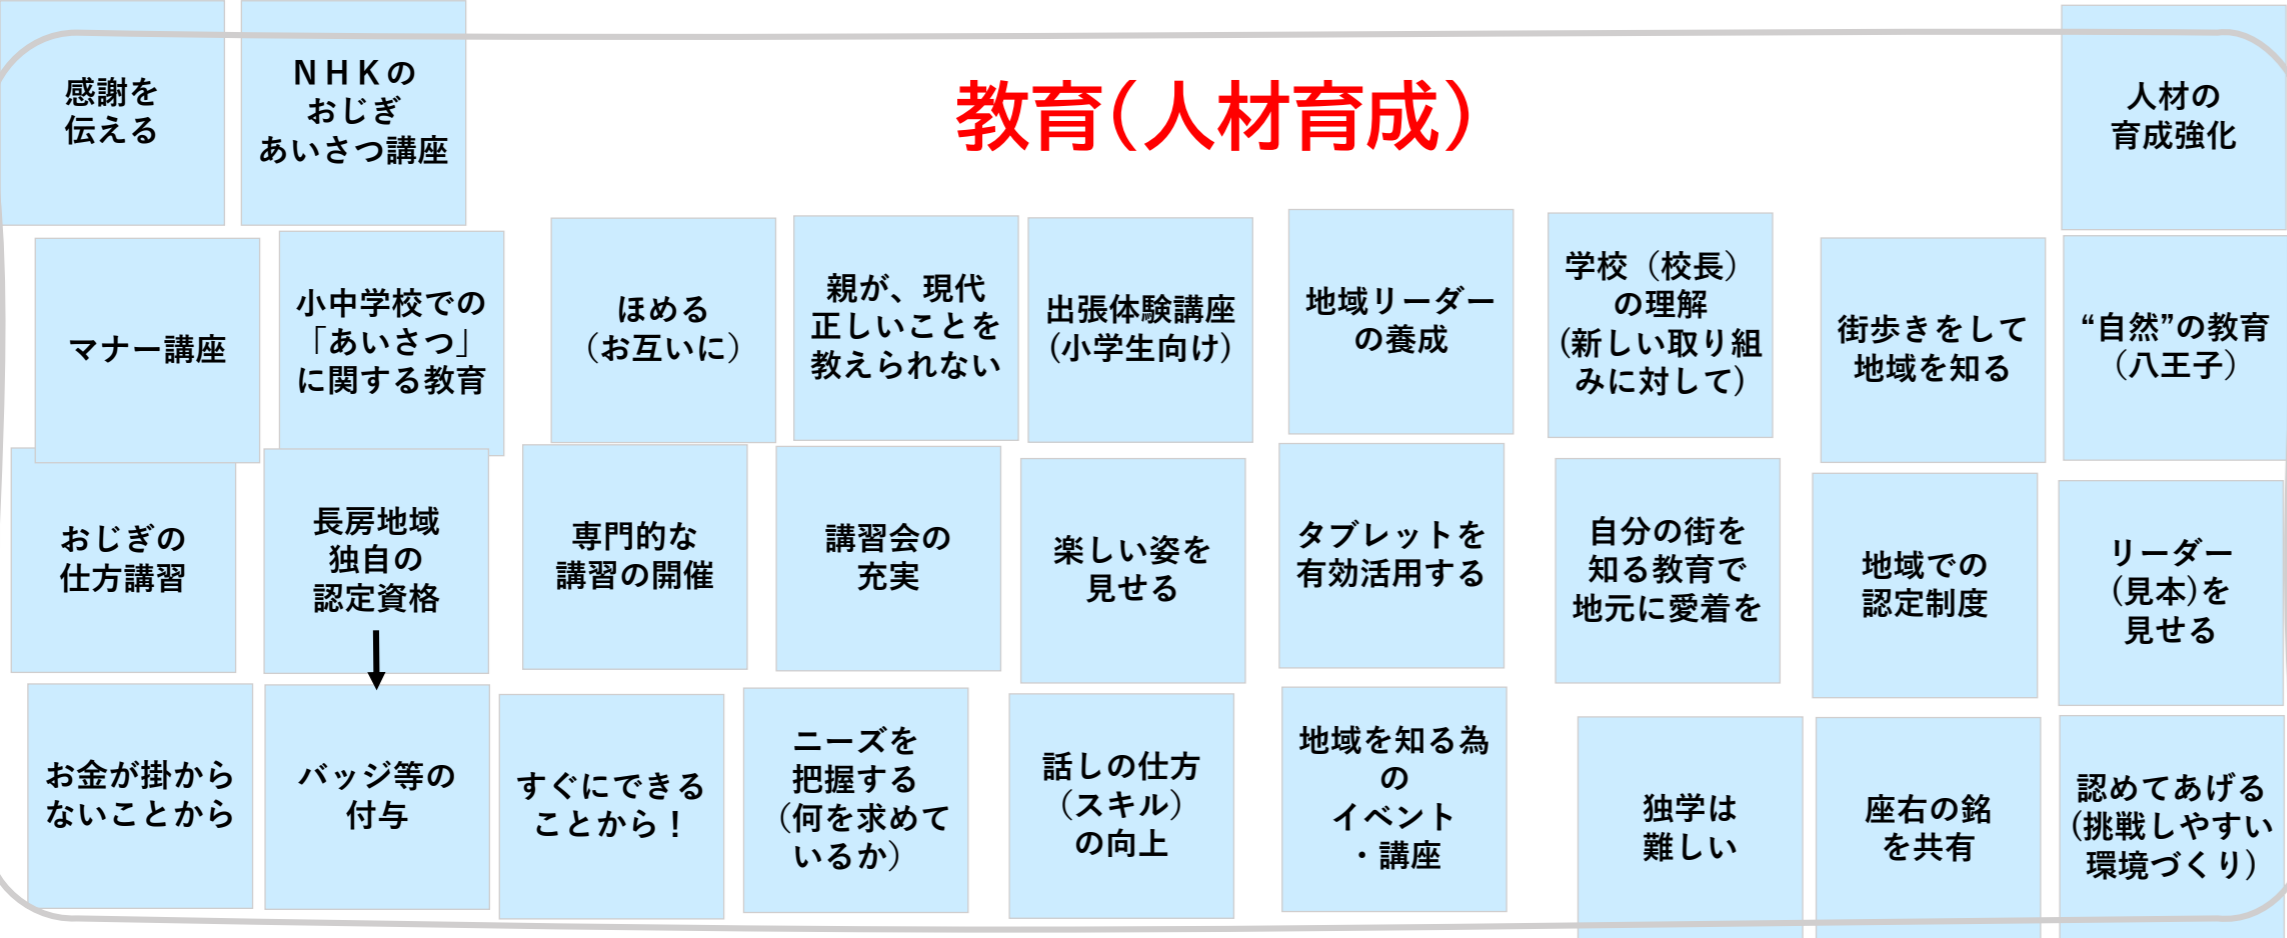 感謝を
伝える
ＮＨＫの
おじぎ
あいさつ講座
教育(人材育成)
人材の
育成強化
マナー講座
小中学校での
「あいさつ」
に関する教育
ほめる
（お互いに）
親が、現代
正しいことを
教えられない
出張体験講座
(小学生向け)
地域リーダー
の養成
学校（校長）
の理解
(新しい取り組
みに対して)
街歩きをして
地域を知る
“自然”の教育
（八王子）
おじぎの
仕方講習
長房地域
独自の
認定資格
専門的な
講習の開催
講習会の
充実
楽しい姿を
見せる
タブレットを
有効活用する
自分の街を
知る教育で
地元に愛着を
地域での
認定制度
リーダー
(見本)を
見せる
お金が掛から
ないことから
バッジ等の
付与
すぐにできる
ことから！
ニーズを
把握する
（何を求めて
いるか）
話しの仕方
（スキル）
の向上
地域を知る為
の
イベント
・講座
独学は
難しい
座右の銘
を共有
認めてあげる
(挑戦しやすい
環境づくり)